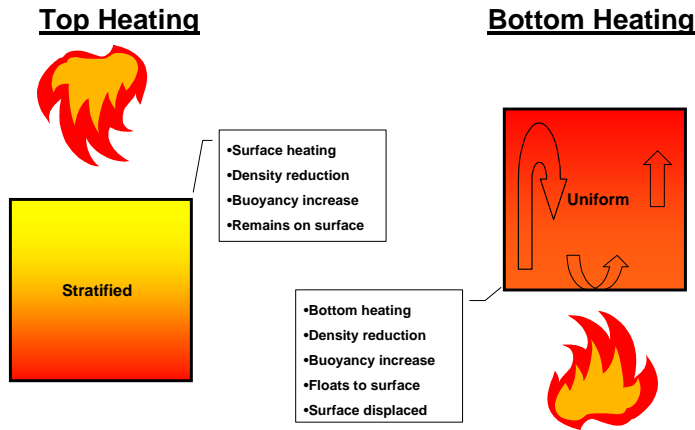 Top Heating
Bottom Heating
•Surface heating
•Density reduction
•Buoyancy increase
•Remains on surface
Stratified
Uniform
•Bottom heating
•Density reduction
•Buoyancy increase
•Floats to surface
•Surface displaced